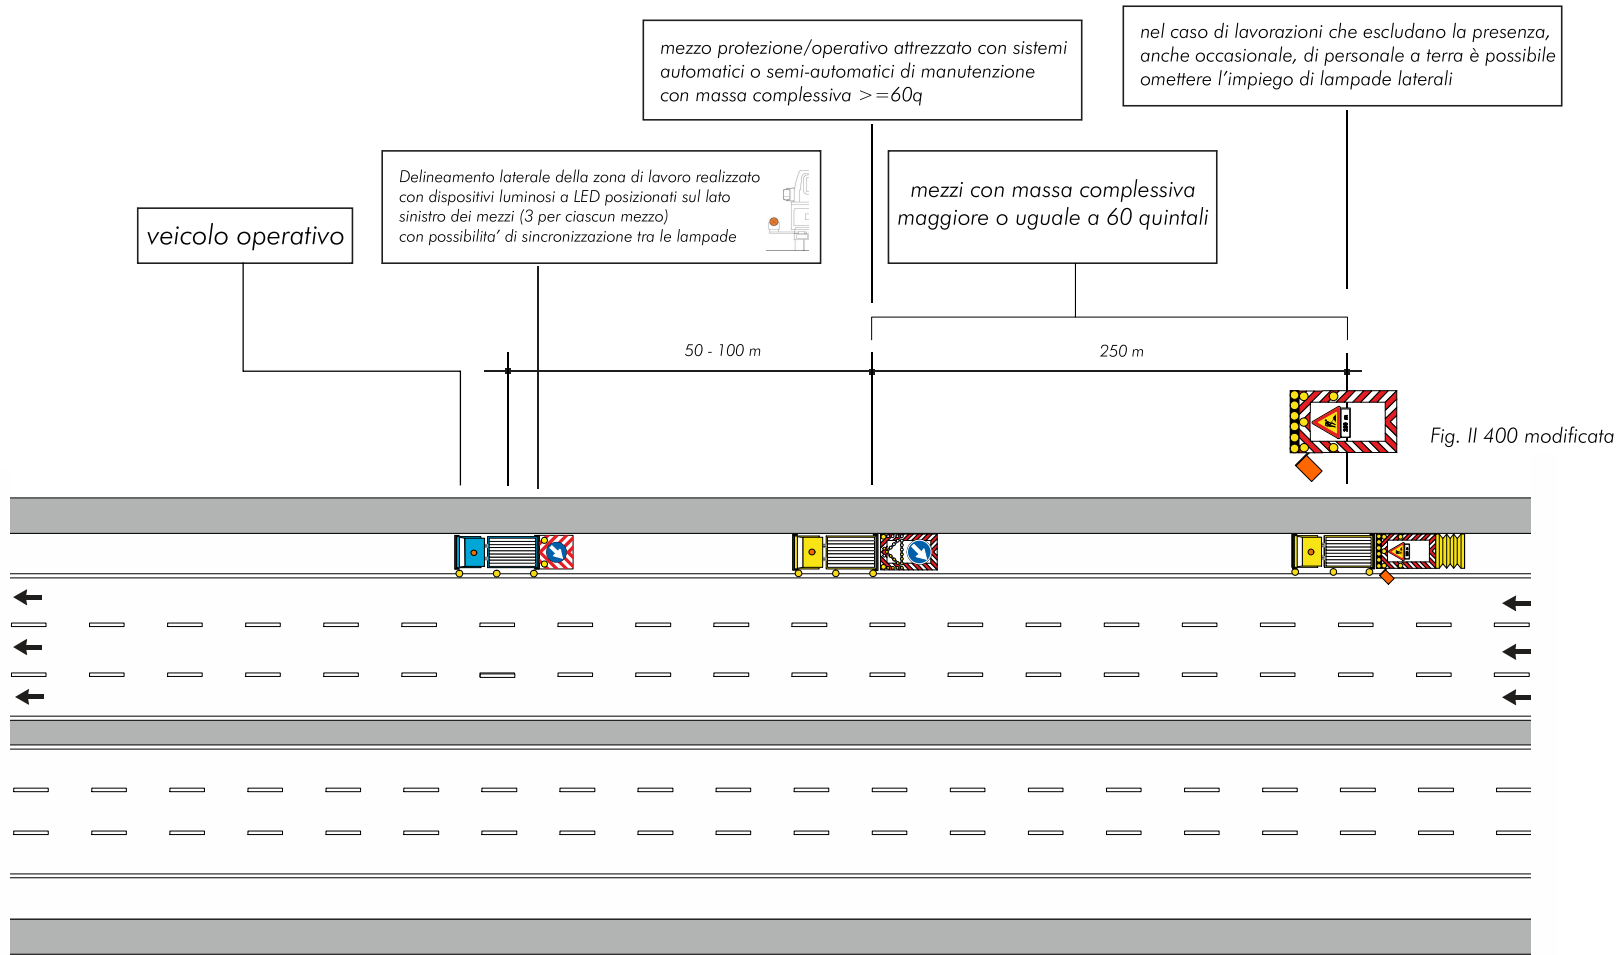 nel caso di lavorazioni che escludano la presenza,
anche occasionale, di personale a terra è possibile
omettere l'impiego di lampade laterali
mezzo protezione/operativo attrezzato con sistemi
automatici o semi-automatici di manutenzione
con massa complessiva >=60q
Delineamento laterale della zona di lavoro realizzato
con dispositivi luminosi a LED posizionati sul lato
sinistro dei mezzi (3 per ciascun mezzo)
con possibilita' di sincronizzazione tra le lampade
mezzi con massa complessiva
maggiore o uguale a 60 quintali
veicolo operativo
50 - 100 m
250 m
Fig. II 400 modificata